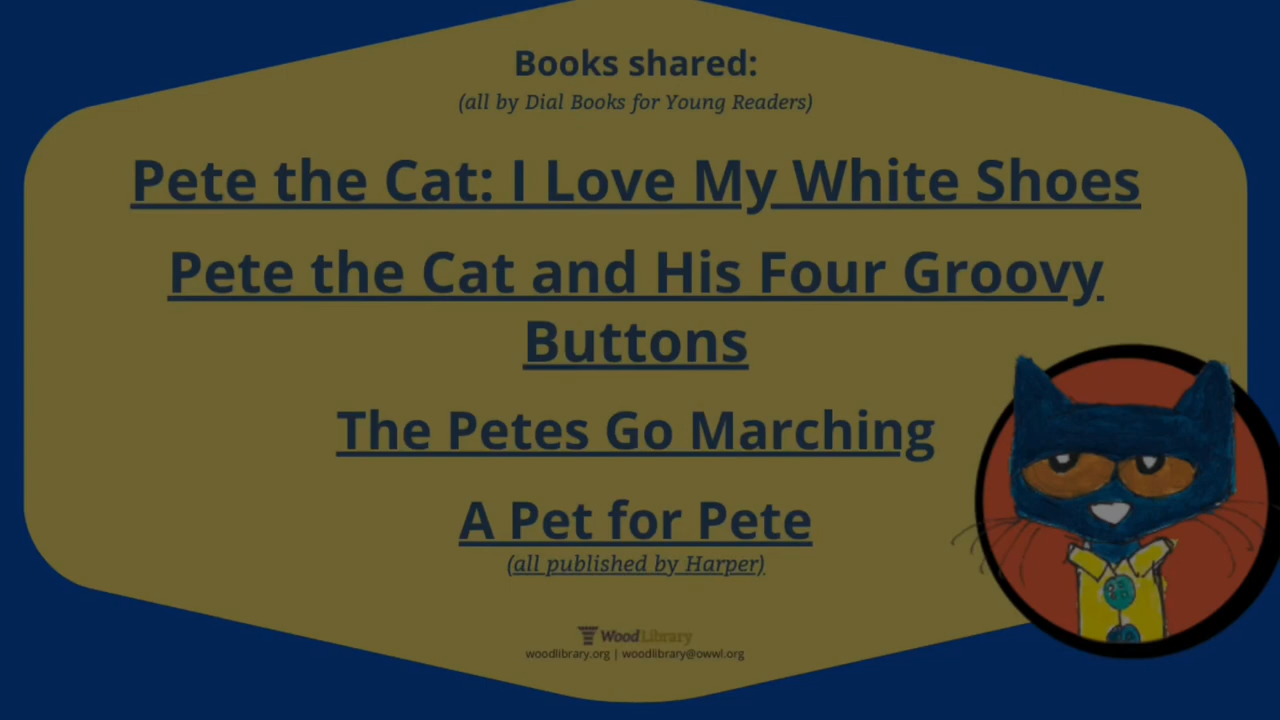 Books shared:
(all by Dial Books for Young Readers)
Pete the Cat: I Love My White Shoes
Pete the Cat and His Four Groovy
Buttons
The Petes Go Marching
A Pet for Pete
(all published by Harper)
Wood Library
woodlibrary.org | woodlibrary@owwl.org